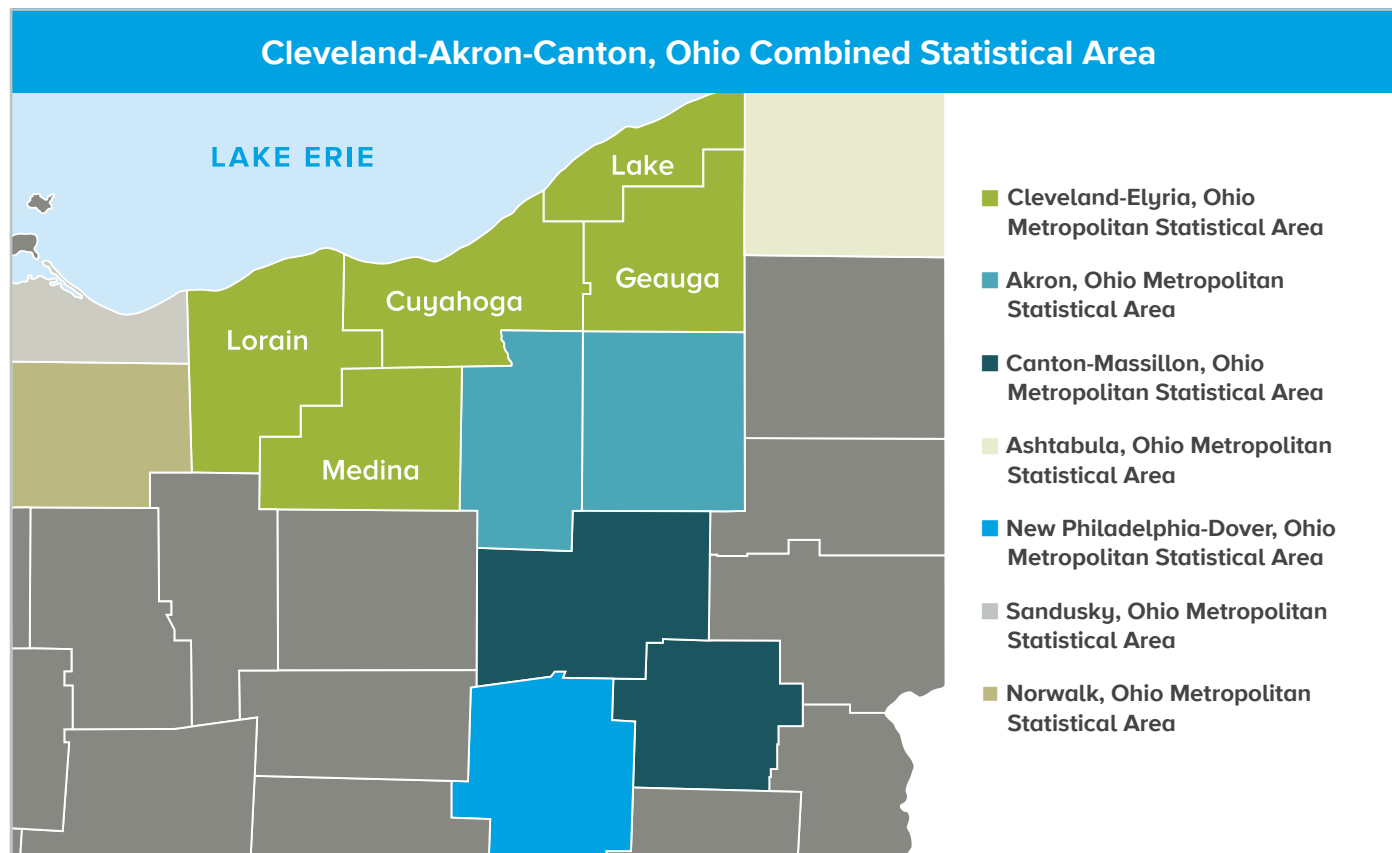 Cleveland-Akron-Canton, Ohio Combined Statistical Area
LAKE ERIE
Lake
Geauga
Cuyahoga
Lorain
Medina
Cleveland-Elyria, Ohio
Metropolitan Statistical Area
Akron, Ohio Metropolitan
Statistical Area
Canton-Massillon, Ohio
Metropolitan Statistical Area
Ashtabula, Ohio Metropolitan
Statistical Area
New Philadelphia-Dover, Ohio
Metropolitan Statistical Area
Sandusky, Ohio Metropolitan
Statistical Area
Norwalk, Ohio Metropolitan
Statistical Area